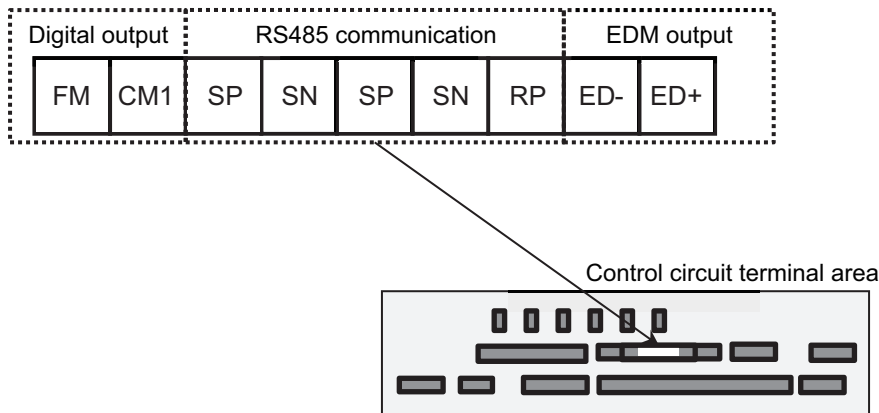 Digital output RS485 communication EDM output
FM CM1 SP SN SP SN RP ED- ED+
Control circuit terminal area